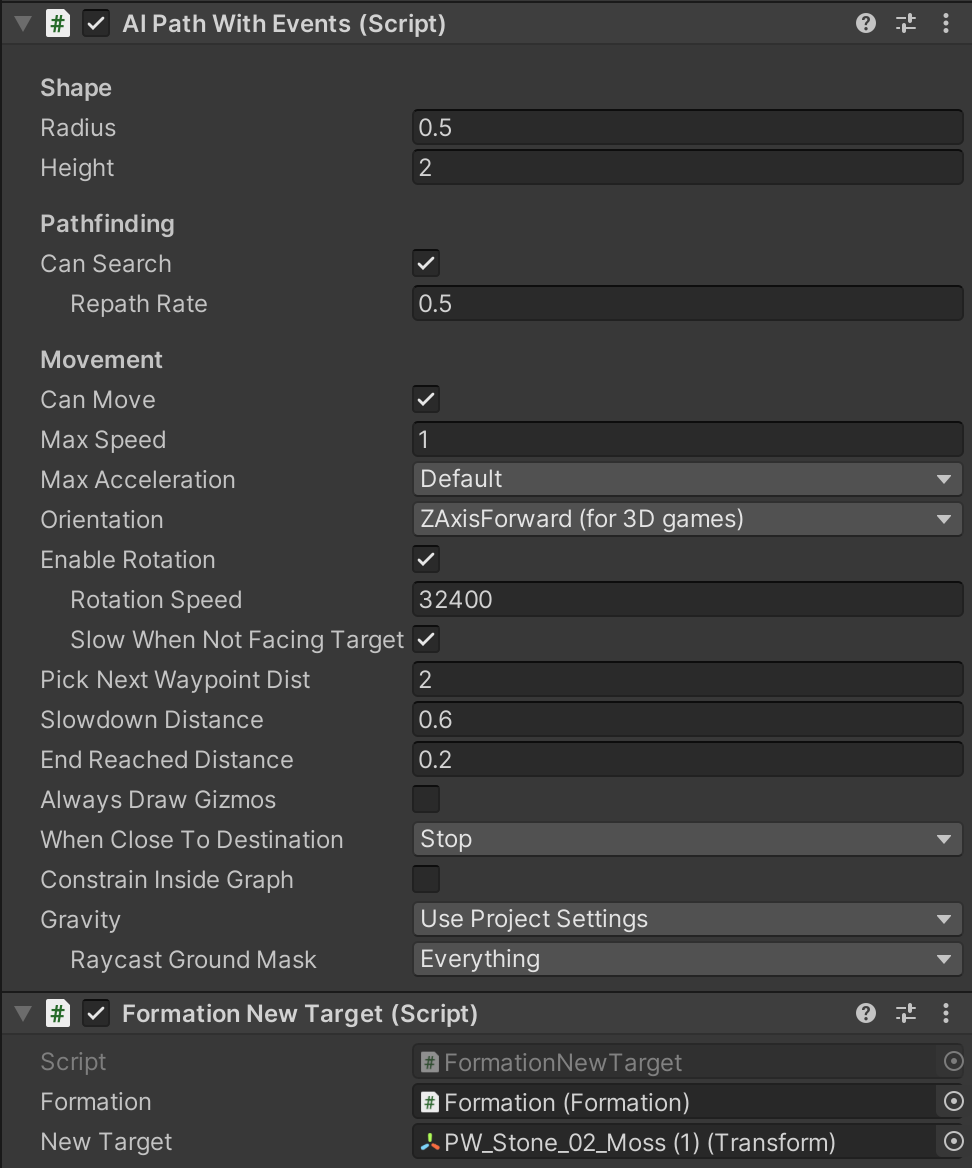 # AI Path With Events (Script)
Shape
Radius 0.5
Height 2
Pathfinding
Can Search
Repath Rate 0.5
Movement
Can Move
Max Speed 1
Max Acceleration Default
Orientation ZAxisForward (for 3D games)
Enable Rotation
Rotation Speed 32400
Slow When Not Facing Target
Pick Next Waypoint Dist 2
Slowdown Distance 0.6
End Reached Distance 0.2
Always Draw Gizmos
When Close To Destination Stop
Constrain Inside Graph
Gravity Use Project Settings
Raycast Ground Mask Everything
# Formation New Target (Script)
Script # FormationNewTarget
Formation # Formation (Formation)
New Target PW_Stone_02_Moss (1) (Transform)